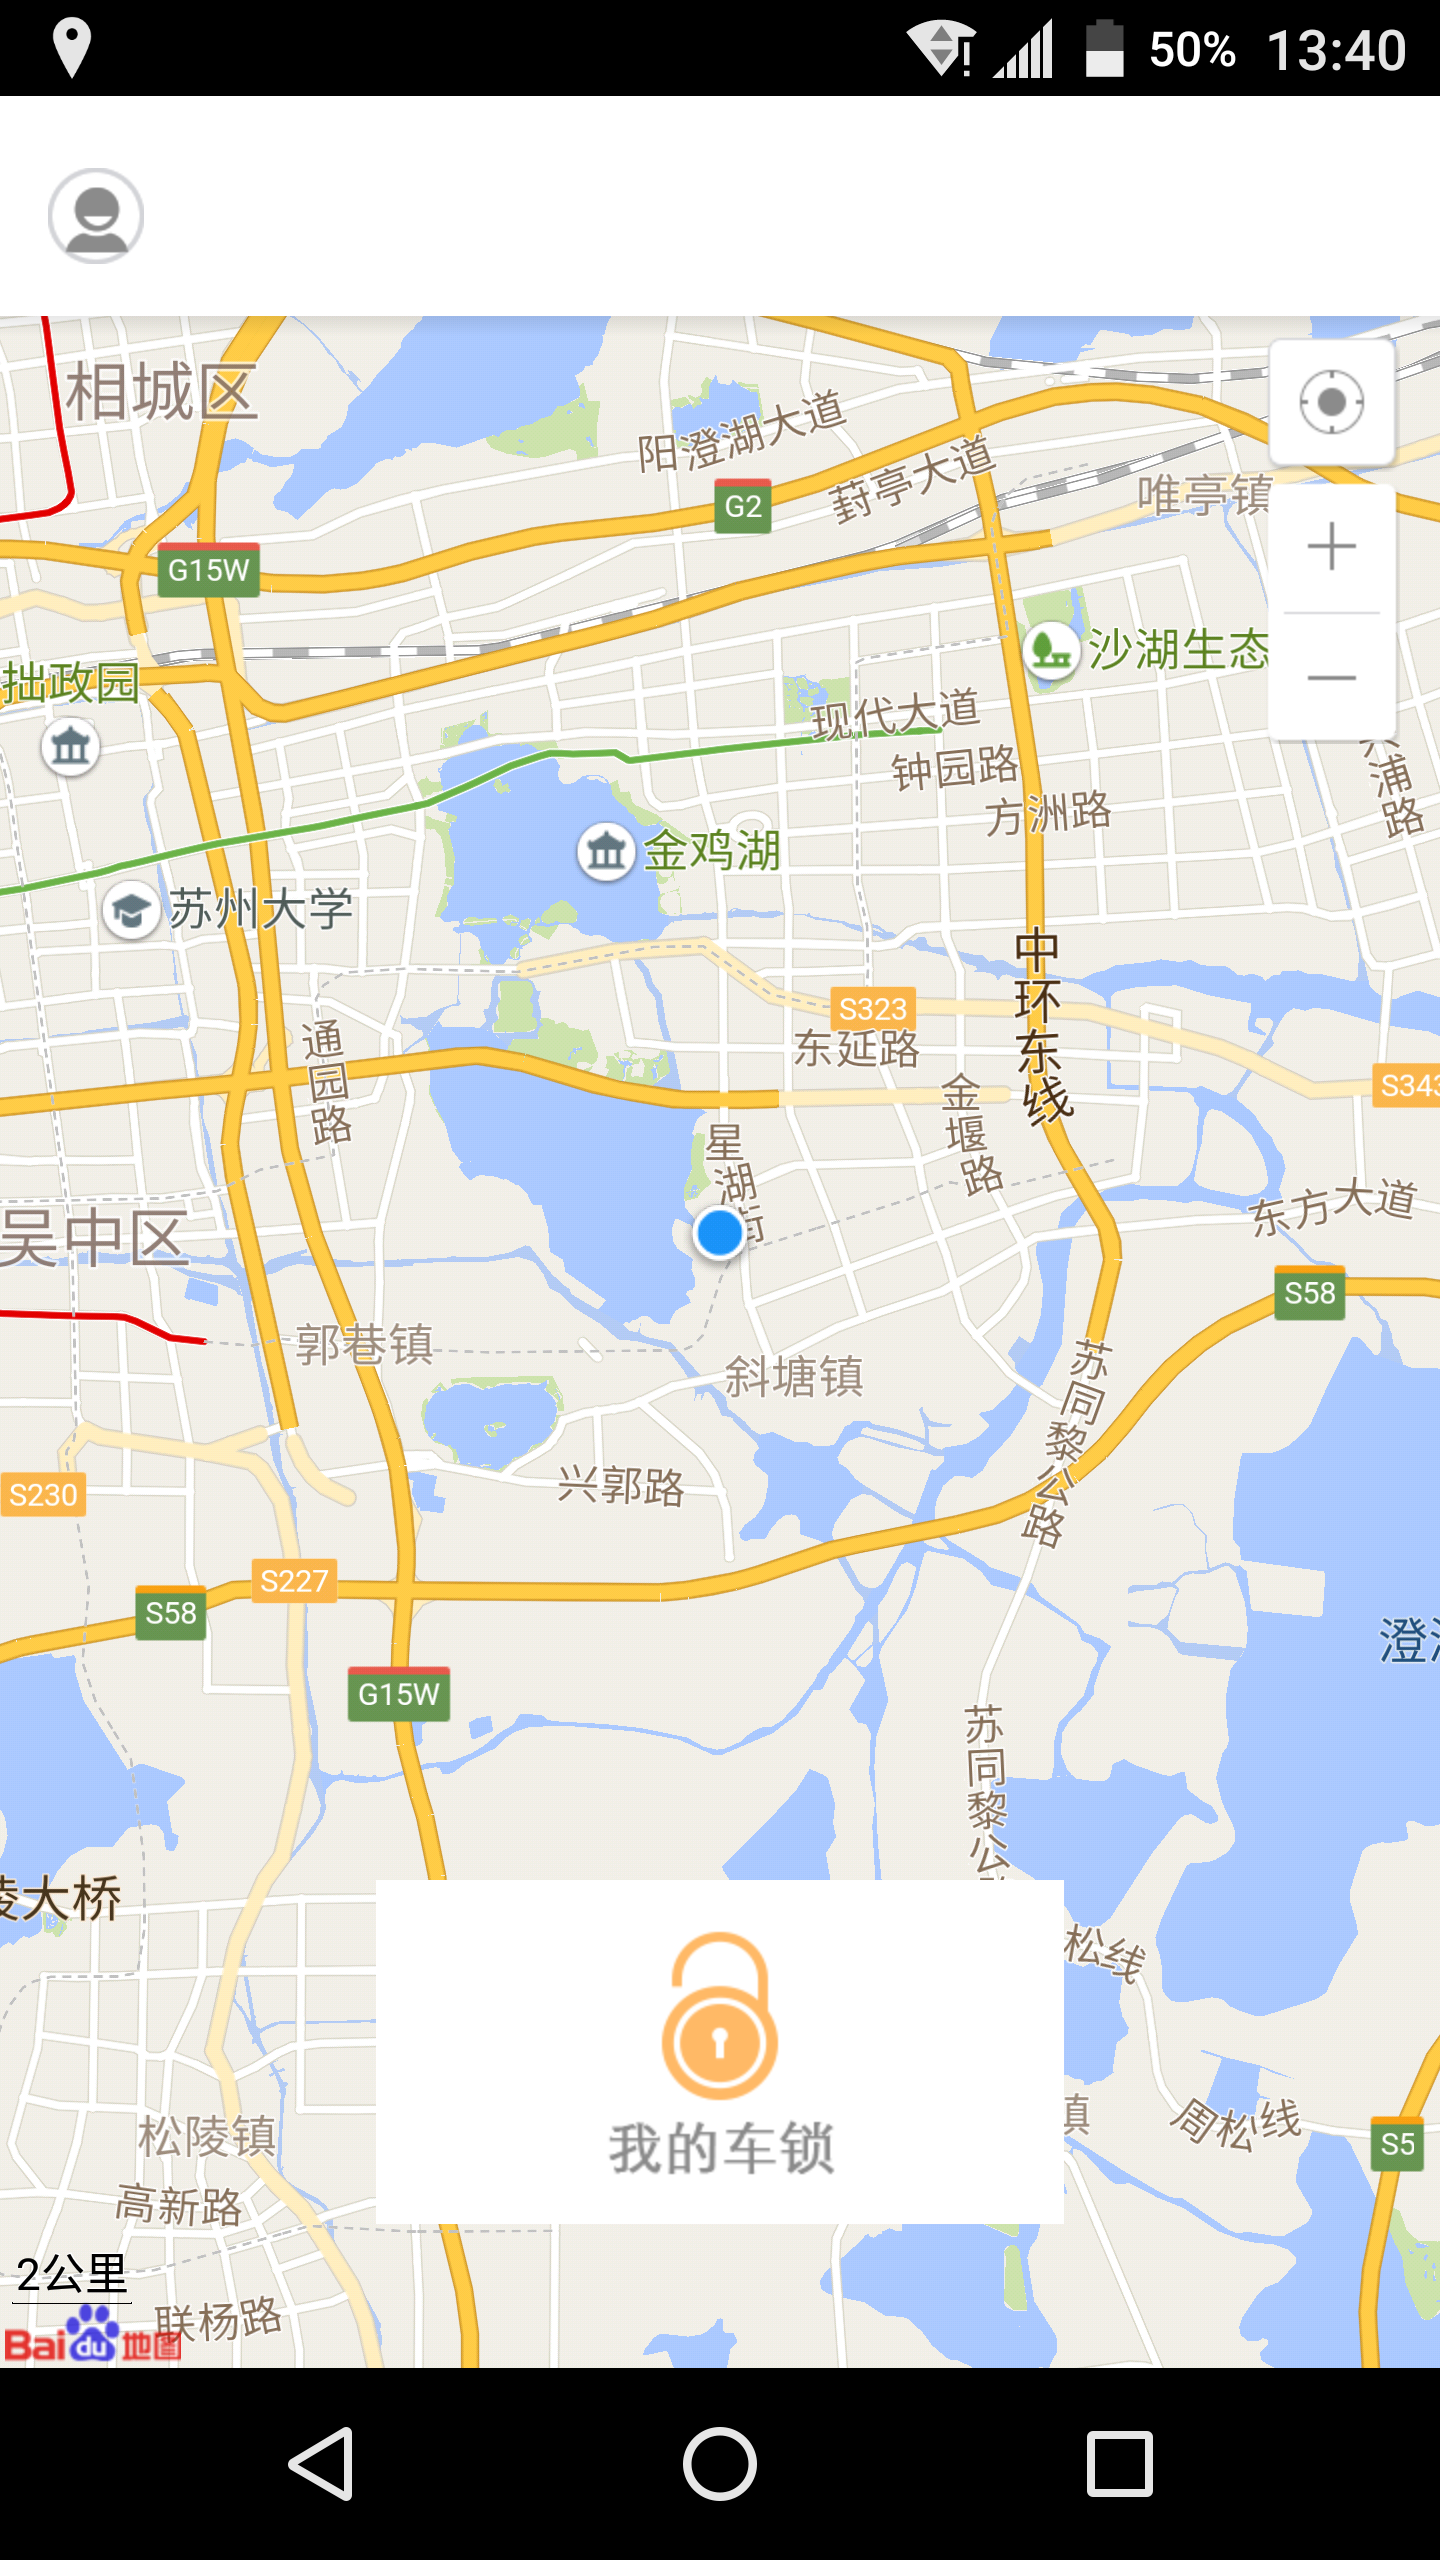 50% 13:40
相城区
阳澄湖大道
葑亭大道
G2
唯亭镇
G15W
沙湖生态
拙政园
现代大道
钟园路
方洲路
浦路
金鸡湖
苏州大学
中环东线
S323
东延路
通园路
金堰路
S343
星湖街
东方大道
吴中区
S58
郭巷镇
斜塘镇
苏同黎公路
兴郭路
S230
S227
S58
澄
G15W
苏同黎公
大桥
松线
我的车锁
镇
周松线
松陵镇
S5
高新路
2公里
联杨路
Bai du 地图